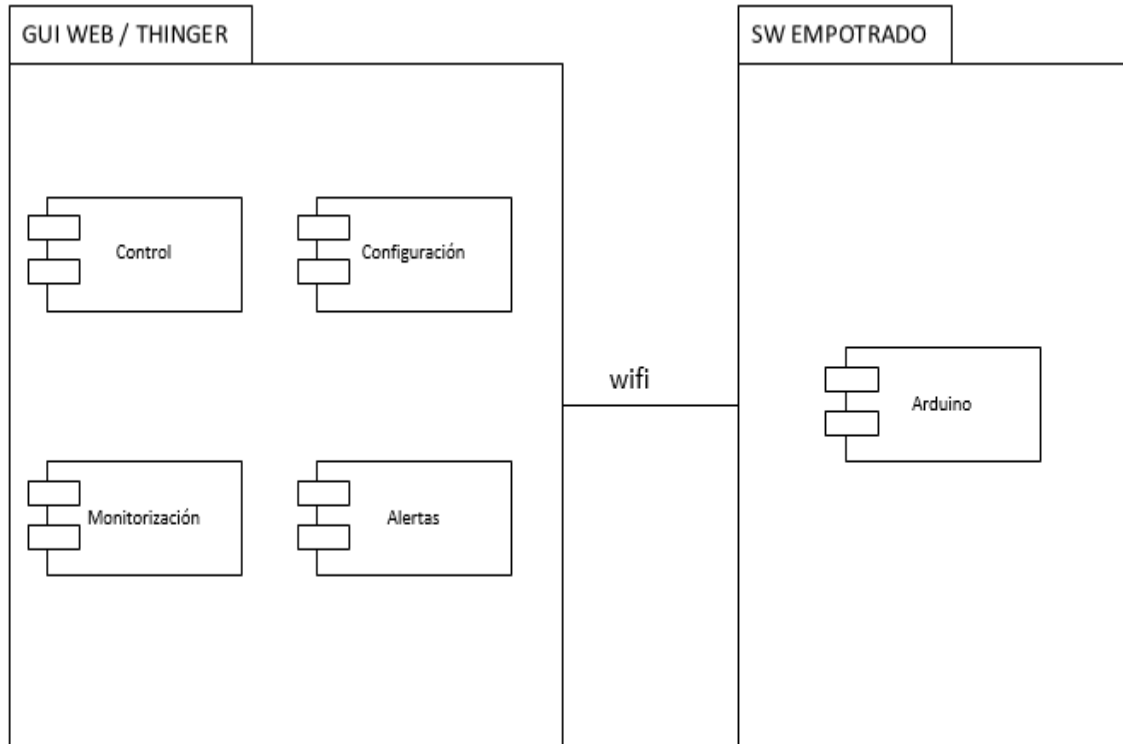 GUI WEB / THINGER
SW EMPOTRADO
Control
Configuración
wifi
Arduino
Monitorización
Alertas